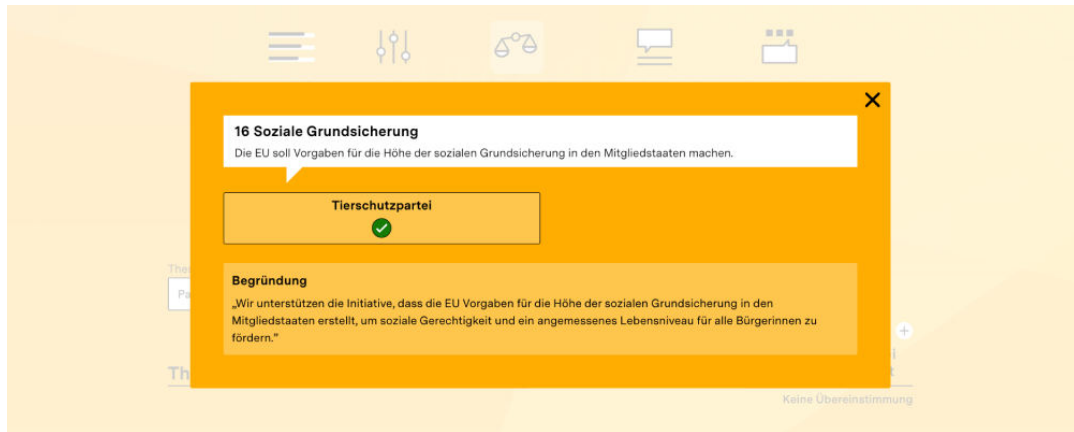 16 Soziale Grundsicherung
Die EU soll Vorgaben für die Höhe der sozialen Grundsicherung in den Mitgliedstaaten machen.
Tierschutzpartei
Begründung
„Wir unterstützen die Initiative, dass die EU Vorgaben für die Höhe der sozialen Grundsicherung in den
Mitgliedstaaten erstellt, um soziale Gerechtigkeit und ein angemessenes Lebensniveau für alle Bürgerinnen zu
fördern.“
Keine Übereinstimmung